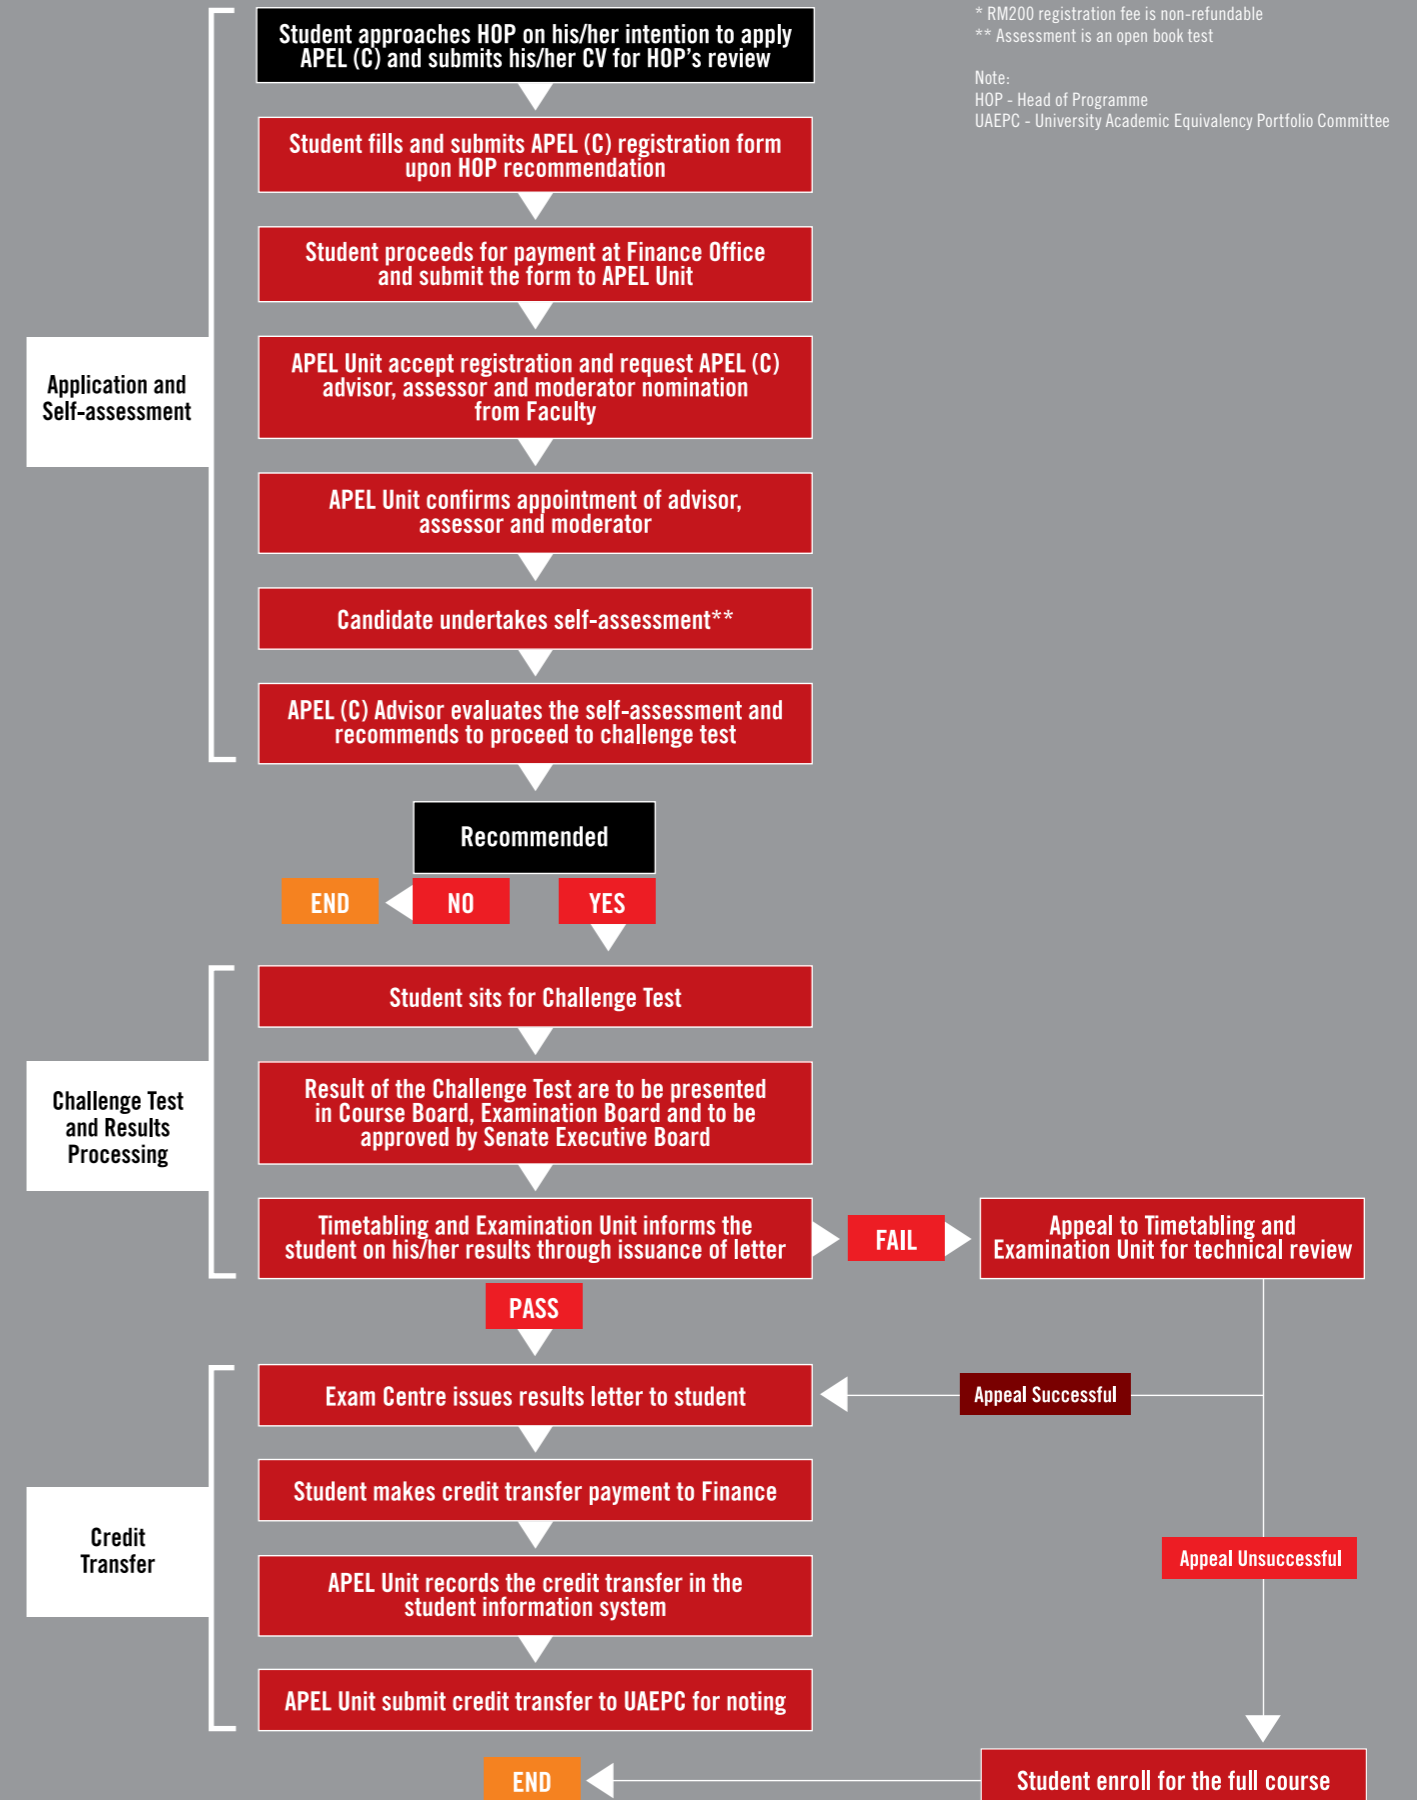 * RM200 registration fee is non-refundable
** Assessment is an open book test
Note:
HOP - Head of Programme
UAEPC - University Academic Equivalency Portfolio Committee
Application and
Self-assessment
Student approaches HOP on his/her intention to apply
APEL (C) and submits his/her CV for HOP's review
Student fills and submits APEL (C) registration form
upon HOP recommendation
Student proceeds for payment at Finance Office
and submit the form to APEL Unit
APEL Unit accept registration and request APEL (C)
advisor, assessor and moderator nomination
from Faculty
APEL Unit confirms appointment of advisor,
assessor and moderator
Candidate undertakes self-assessment**
APEL (C) Advisor evaluates the self-assessment and
recommends to proceed to challenge test
Recommended
END
NO
YES
Challenge Test
and Results
Processing
Student sits for Challenge Test
Result of the Challenge Test are to be presented
in Course Board, Examination Board and to be
approved by Senate Executive Board
Timetabling and Examination Unit informs the
student on his/her results through issuance of letter
FAIL
Appeal to Timetabling and
Examination Unit for technical review
PASS
Credit
Transfer
Exam Centre issues results letter to student
Appeal Successful
Student makes credit transfer payment to Finance
Appeal Unsuccessful
APEL Unit records the credit transfer in the
student information system
APEL Unit submit credit transfer to UAEPC for noting
END
Student enroll for the full course